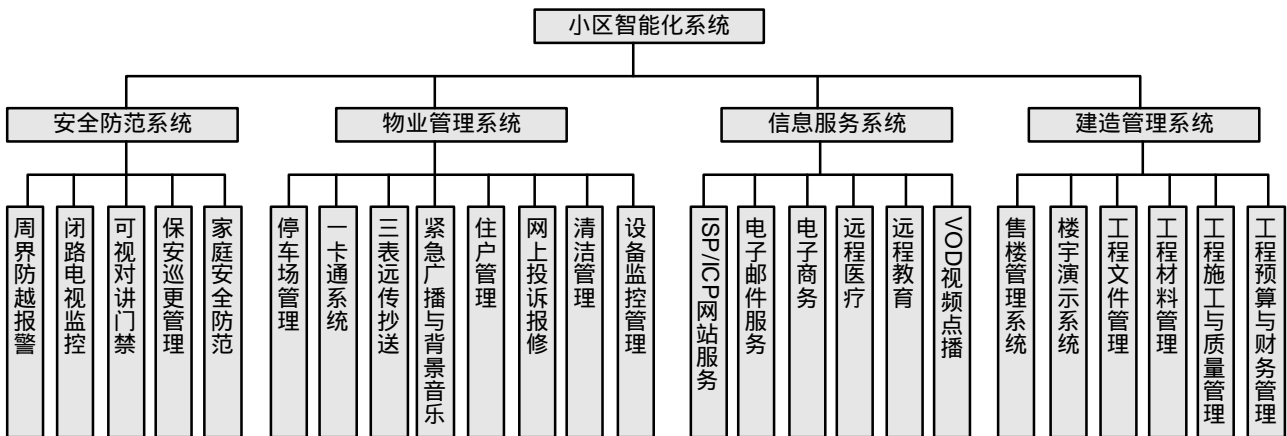 小区智能化系统
安全防范系统
物业管理系统
信息服务系统
建造管理系统
周界防越报警
闭路电视监控
可视对讲门禁
保安巡更管理
家庭安全防范
停车场管理
一卡通系统
三表远传抄送
紧急广播与背景音乐
住户管理
网上投诉报修
清洁管理
设备监控管理
ISP/ICP网站服务
电子邮件服务
电子商务
远程医疗
远程教育
VOD视频点播
售楼管理系统
楼宇演示系统
工程文件管理
工程材料管理
工程施工与质量管理
工程预算与财务管理